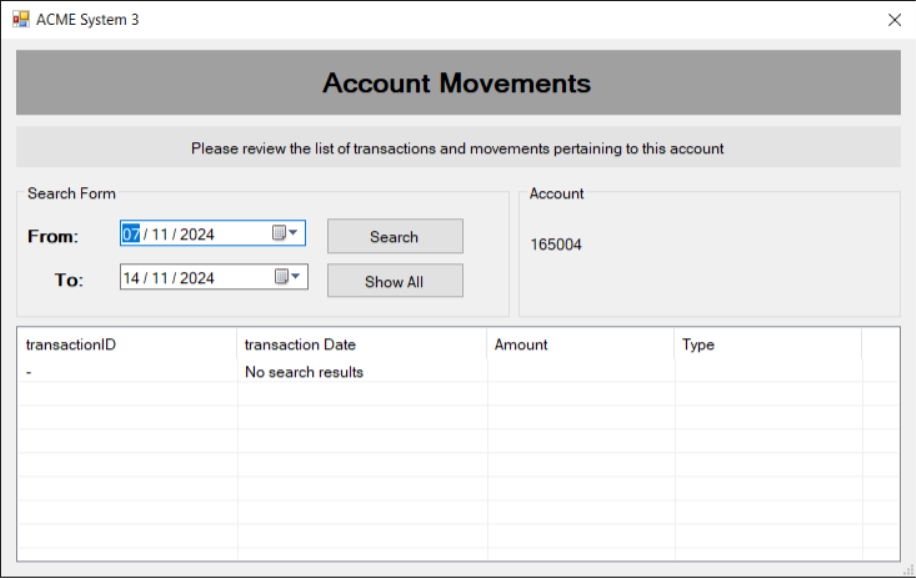 ACME System 3
Account Movements
Please review the list of transactions and movements pertaining to this account
Search Form
From: 07 / 11 / 2024 Search
To: 14 / 11 / 2024 Show All
Account
165004
transactionID transaction Date Amount Type
- No search results